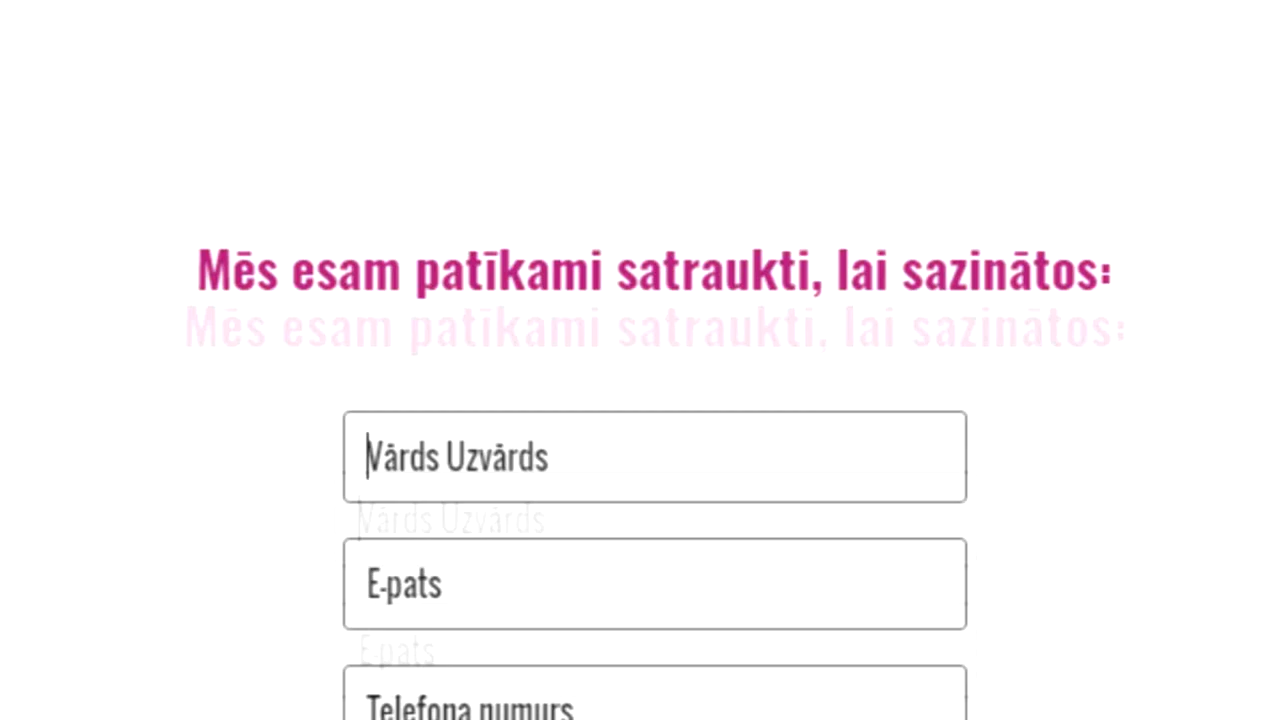 Mēs esam patīkami satraukti, lai sazinātos:
Mēs esam patīkami satraukti, lai sazinātos:
Vārds Uzvārds
Vārds Uzvārds
E-pats
E-pats
Telefona numurs